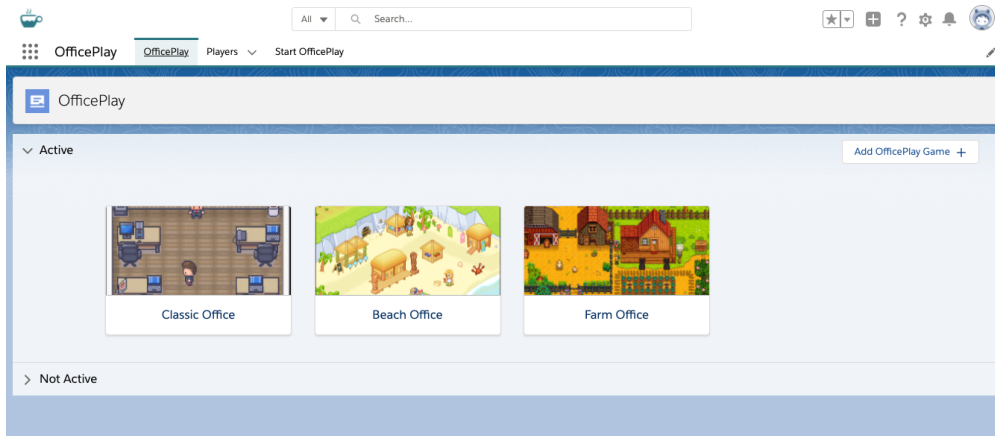 All Search...
OfficePlay OfficePlay Players Start OfficePlay
OfficePlay
Active Add OfficePlay Game +
Classic Office Beach Office Farm Office
Not Active